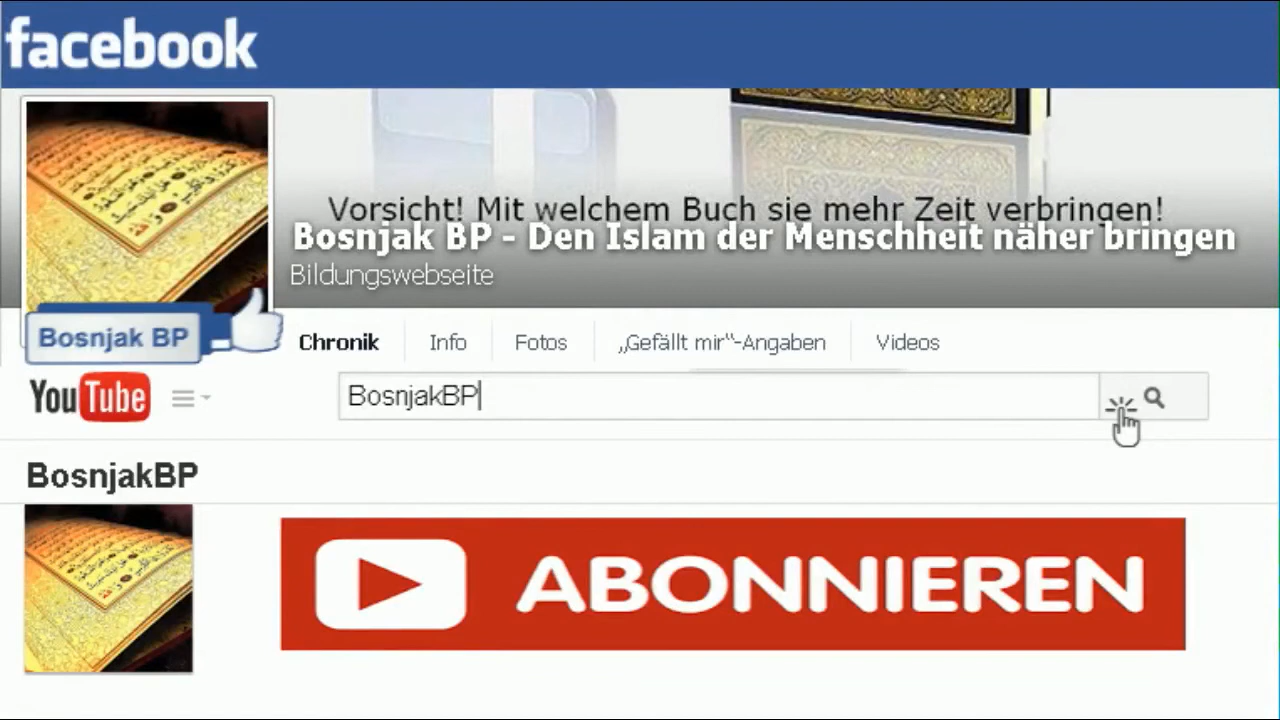 facebook
Vorsicht! Mit welchem Buch sie mehr Zeit verbringen!
Bosnjak BP - Den Islam der Menschheit näher bringen
Bildungswebseite
Bosnjak BP
Chronik Info Fotos „Gefällt mir“-Angaben Videos
YouTube BosnjakBP
BosnjakBP
ABONNIEREN